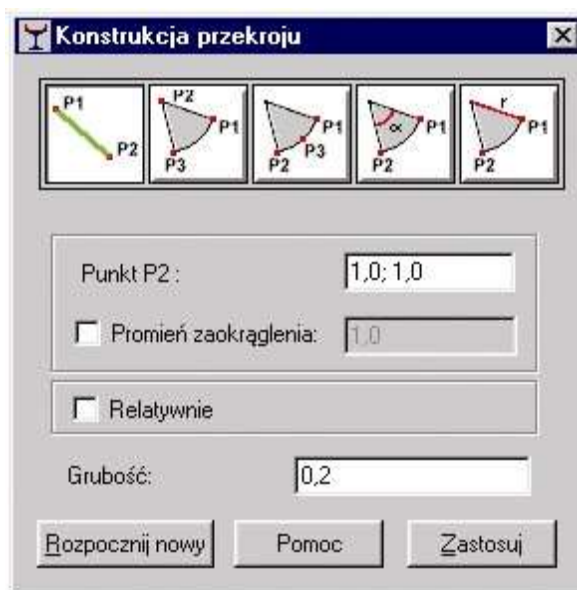 Konstrukcja przekroju
P1 P2
P2 P1 P3
P1 P3 P2
α P1 P2
r P1 P2
Punkt P2 : 1,0; 1,0
Promień zaokrąglenia: 1,0
Relatywnie
Grubość: 0,2
Rozpocznij nowy Pomoc Zastosuj